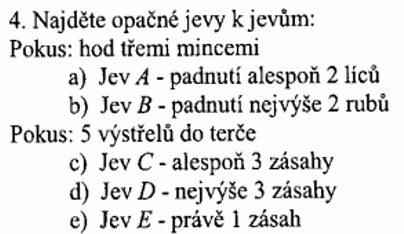 4. Najděte opačné jevy k jevům:
Pokus: hod třemi mincemi
a) Jev A - padnutí alespoň 2 líců
b) Jev B - padnutí nejvýše 2 rubů
Pokus: 5 výstřelů do terče
c) Jev C - alespoň 3 zásahy
d) Jev D - nejvýše 3 zásahy
e) Jev E - právě 1 zásah